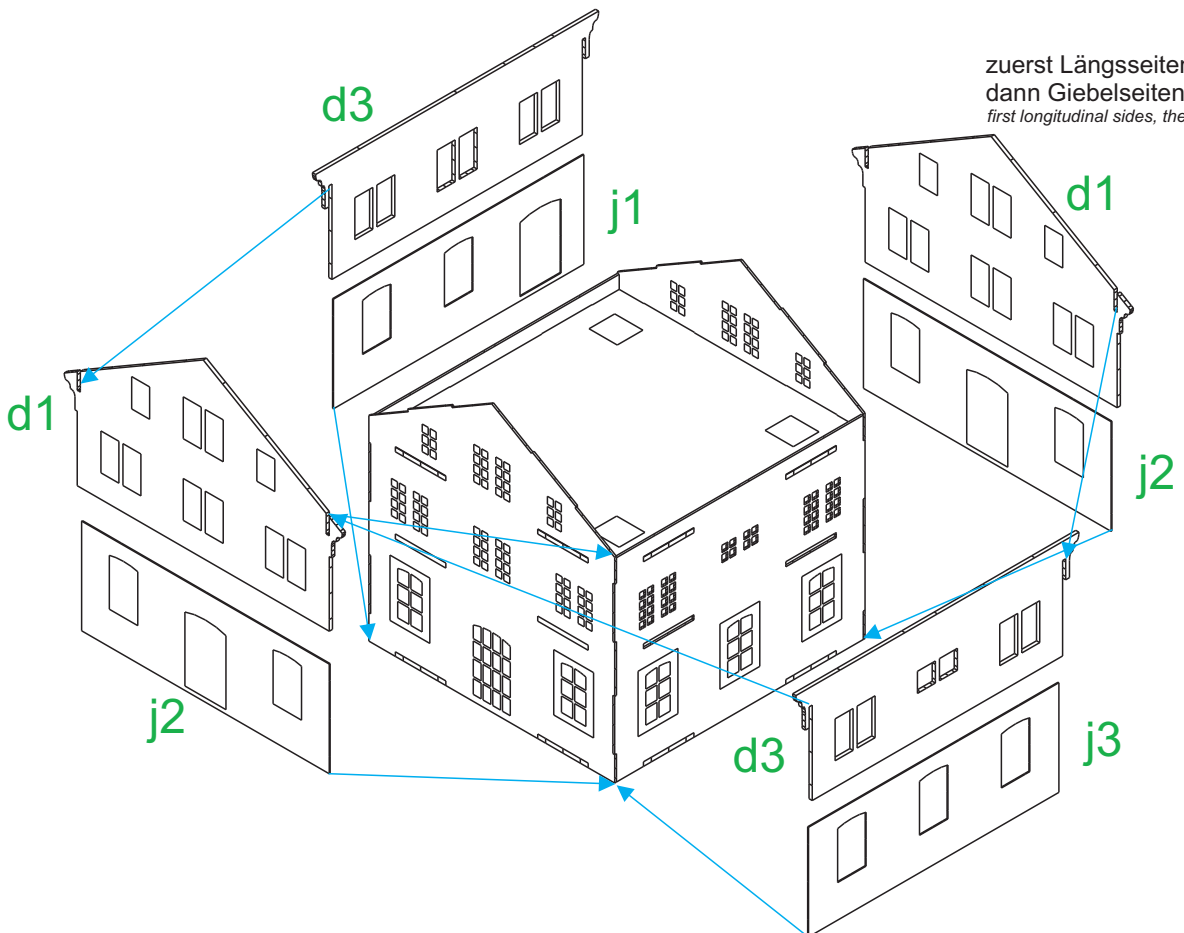 d3
zuerst Längsseiten
dann Giebelseiten
first longitudinal sides, the
d1
j1
d1
j2
j2
d3
j3